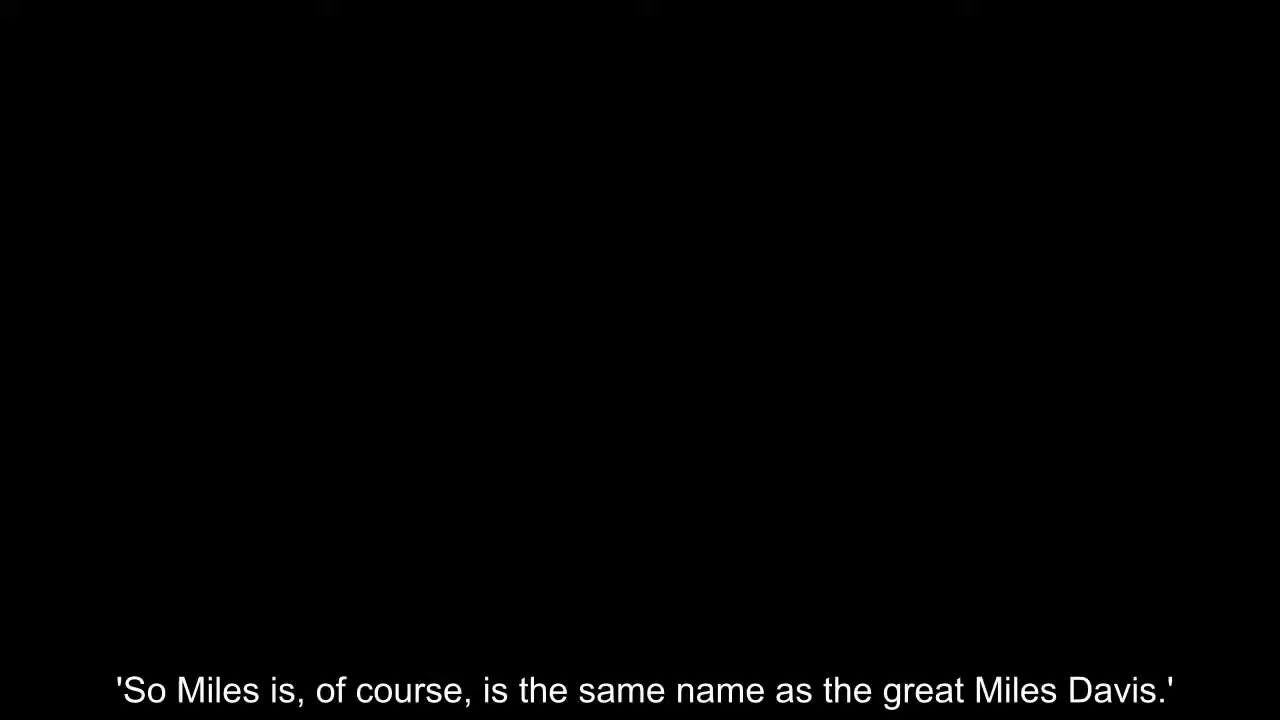 'So Miles is, of course, is the same name as the great Miles Davis.'